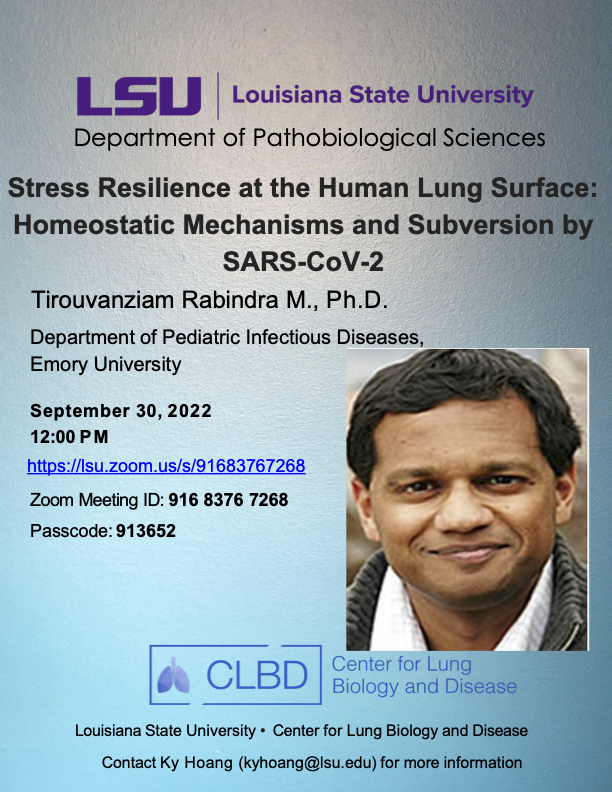 LSU Louisiana State University
Department of Pathobiological Sciences
Stress Resilience at the Human Lung Surface:
Homeostatic Mechanisms and Subversion by
SARS-CoV-2
Tirouvanziam Rabindra M., Ph.D.
Department of Pediatric Infectious Diseases,
Emory University
September 30, 2022
12:00 PM
https://lsu.zoom.us/s/91683767268
Zoom Meeting ID: 916 8376 7268
Passcode: 913652
CLBD
Center for Lung
Biology and Disease
Louisiana State University • Center for Lung Biology and Disease
Contact Ky Hoang (kyhoang@lsu.edu) for more information